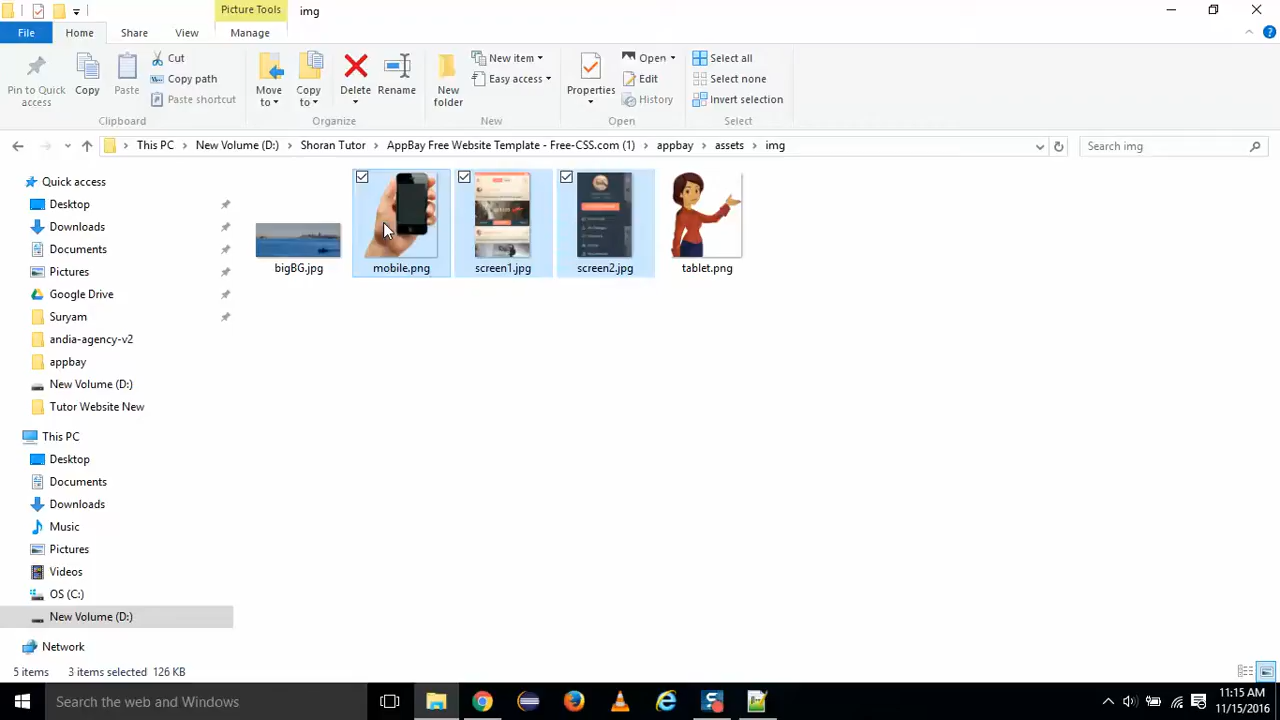 Picture Tools
img
File
Home
Share
View
Manage
Pin to Quick access
Copy
Paste
Cut
Copy path
Paste shortcut
Clipboard
Move to
Copy to
Delete
Rename
Organize
New folder
New item
Easy access
New
Properties
Open
Edit
History
Open
Select all
Select none
Invert selection
Select
This PC
New Volume (D:)
Shoran Tutor
AppBay Free Website Template - Free-CSS.com (1)
appbay
assets
img
Search img
Quick access
Desktop
Downloads
Documents
Pictures
Google Drive
Suryam
andia-agency-v2
appbay
New Volume (D:)
Tutor Website New
This PC
Desktop
Documents
Downloads
Music
Pictures
Videos
OS (C:)
New Volume (D:)
Network
bigBG.jpg
mobile.png
screen1.jpg
screen2.jpg
tablet.png
5 items
3 items selected 126 KB
Search the web and Windows
11:15 AM
11/15/2016